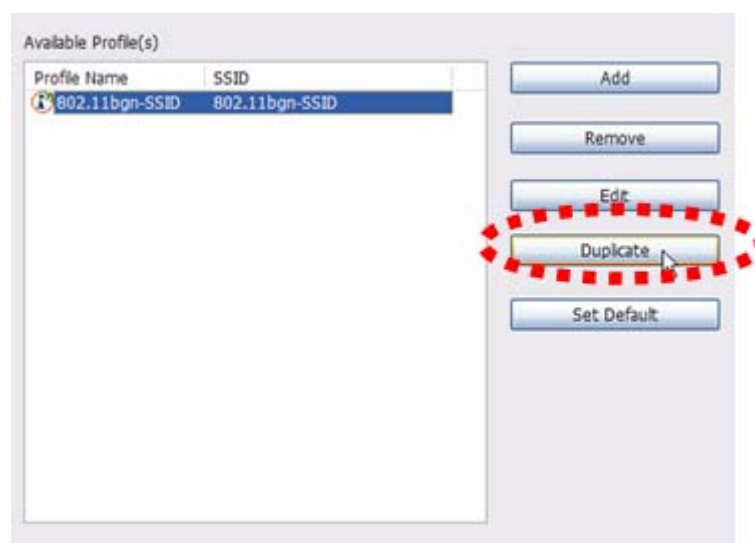 Available Profile(s)
Profile Name SSID
802.11bgn-SSID 802.11bgn-SSID
Add
Remove
Edit
Duplicate
Set Default